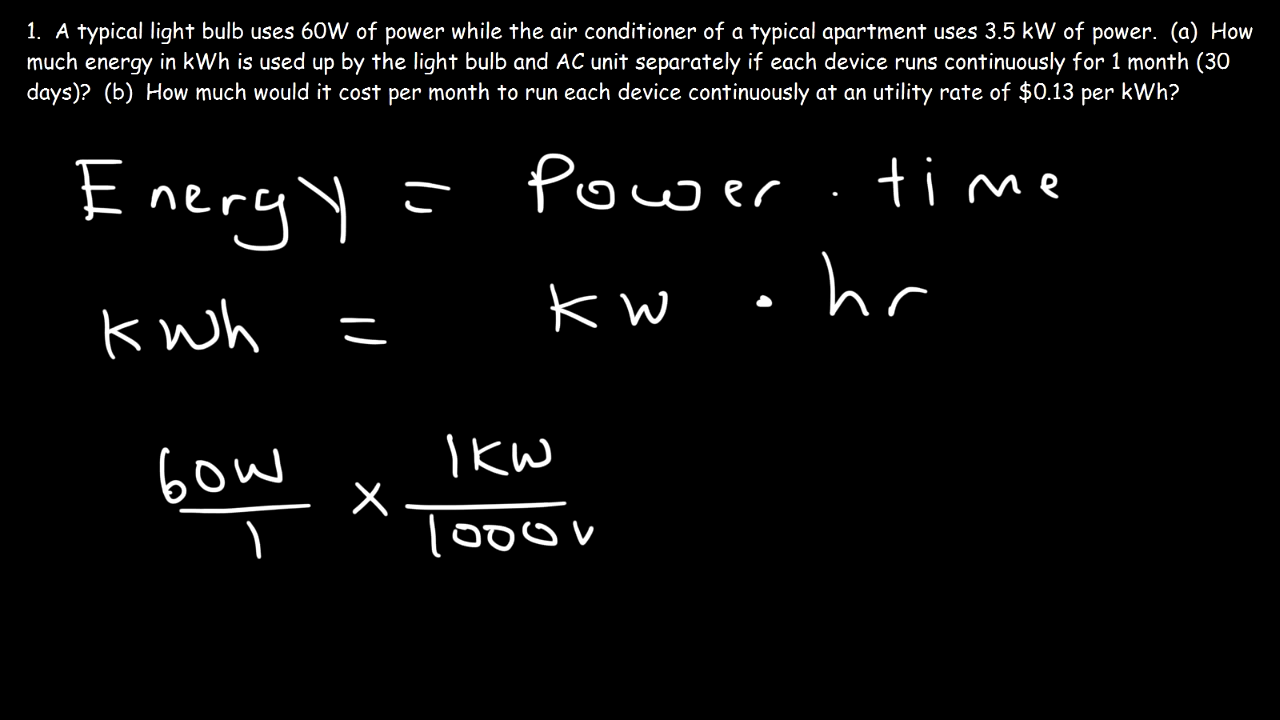 1. A typical light bulb uses 60W of power while the air conditioner of a typical apartment uses 3.5 kW of power. (a) How
much energy in kWh is used up by the light bulb and AC unit separately if each device runs continuously for 1 month (30
days)? (b) How much would it cost per month to run each device continuously at an utility rate of $0.13 per kWh?
Energy = Power · time
kWh = kw · hr
60W/1 × 1KW/1000v